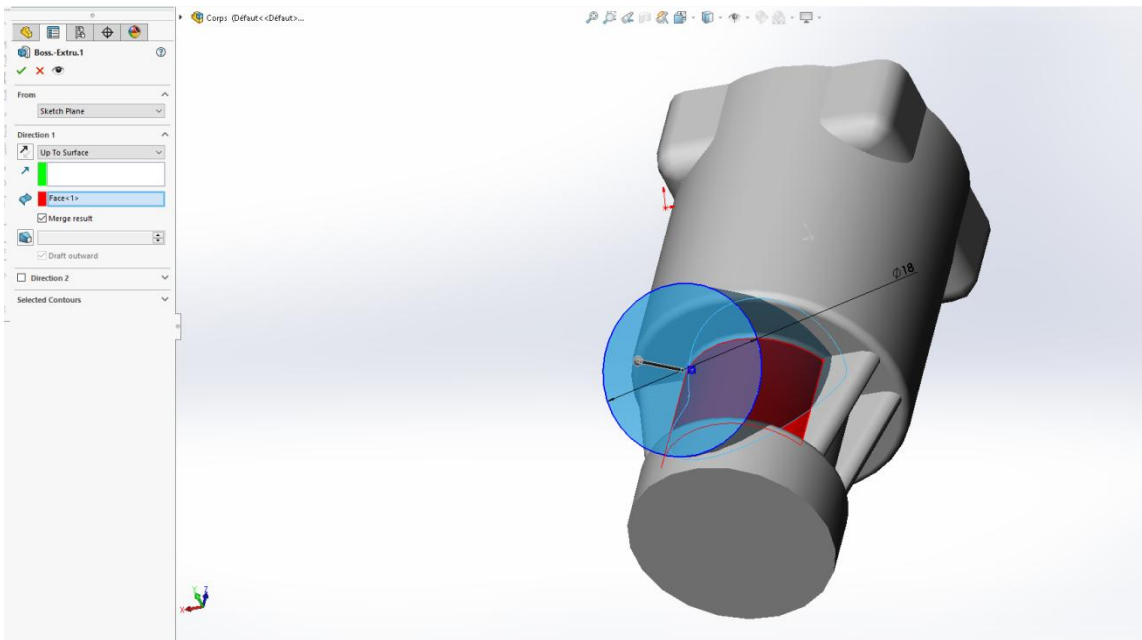 Corps (Défaut<<Défaut>...
Boss.-Extru.1
From
Sketch Plane
Direction 1
Up To Surface
Face<1>
Merge result
Draft outward
Direction 2
Selected Contours
Ø18
X
Y
Z